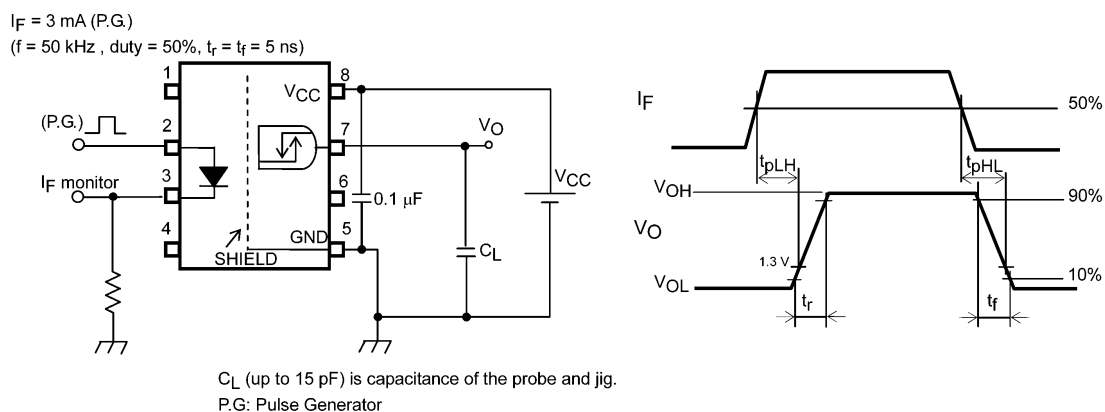 IF = 3 mA (P.G.)
(f = 50 kHz , duty = 50%, tr = tf = 5 ns)
1
8
VCC
(P.G.)
2
7
VO
IF monitor
3
6
VCC
0.1 μF
4
GND
5
SHIELD
CL
CL (up to 15 pF) is capacitance of the probe and jig.
P.G: Pulse Generator
IF
50%
tpLH
tpHL
VOH
90%
VO
1.3 V
VOL
10%
tr
tf